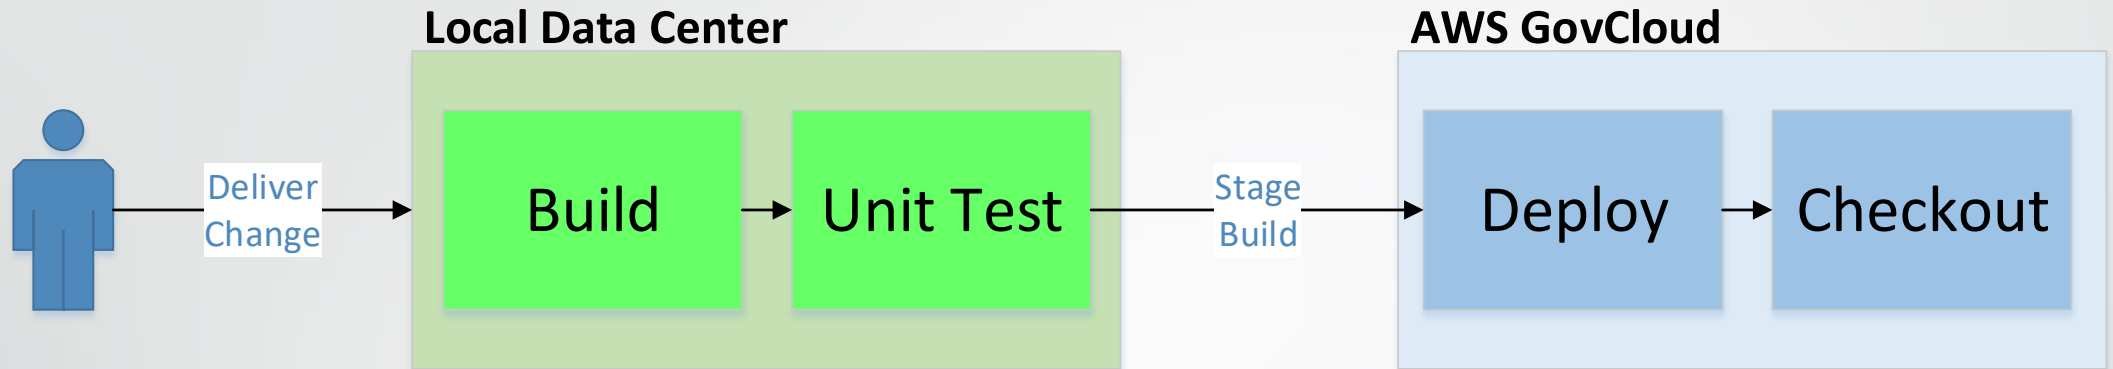 Local Data Center
AWS GovCloud
Deliver
Change
Build
Unit Test
Stage
Build
Deploy
Checkout